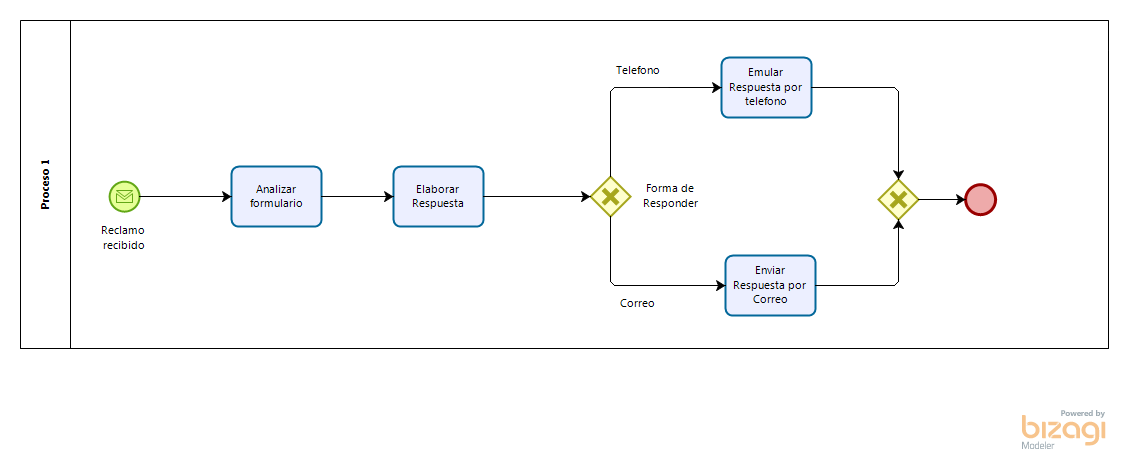 Proceso 1
Reclamo
recibido
Analizar
formulario
Elaborar
Respuesta
Forma de
Responder
Telefono
Emular
Respuesta por
telefono
Correo
Enviar
Respuesta por
Correo
Powered by
bizagi
Modeler